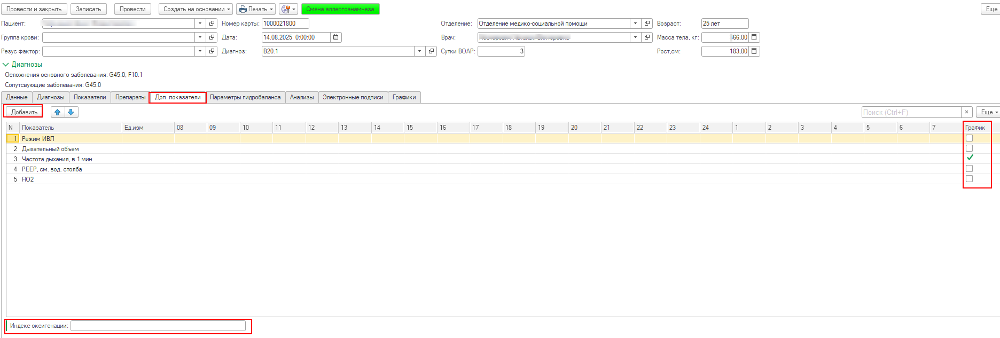 Провести и закрыть Записать Провести Создать на основании Печать Смена аллергоанамнеза Еще
Пациент: Номер карты: 1000021800 Отделение: Отделение медико-социальной помощи Возраст: 25 лет
Группа крови: Дата: 14.08.2025 0:00:00 Врач: Масса тела, кг: 66,00
Резус фактор: Диагноз: B20.1 Сутки ВОАР: 3 Рост,см: 183,00
Диагнозы
Осложнения основного заболевания: G45.0, F10.1
Сопутсвующие заболевания: G45.0
Данные Диагнозы Показатели Препараты Доп. показатели Параметры гидробаланса Анализы Электронные подписи Графики
Добавить Поиск (Ctrl+F) × Еще
N Показатель Ед.изм 08 09 10 11 12 13 14 15 16 17 18 19 20 21 22 23 24 1 2 3 4 5 6 7 График
1 Режим ИВЛ
2 Дыхательный объем
3 Частота дыхания, в 1 мин
4 PEEP, см. вод. столба
5 FiO2
Индекс оксигенации: